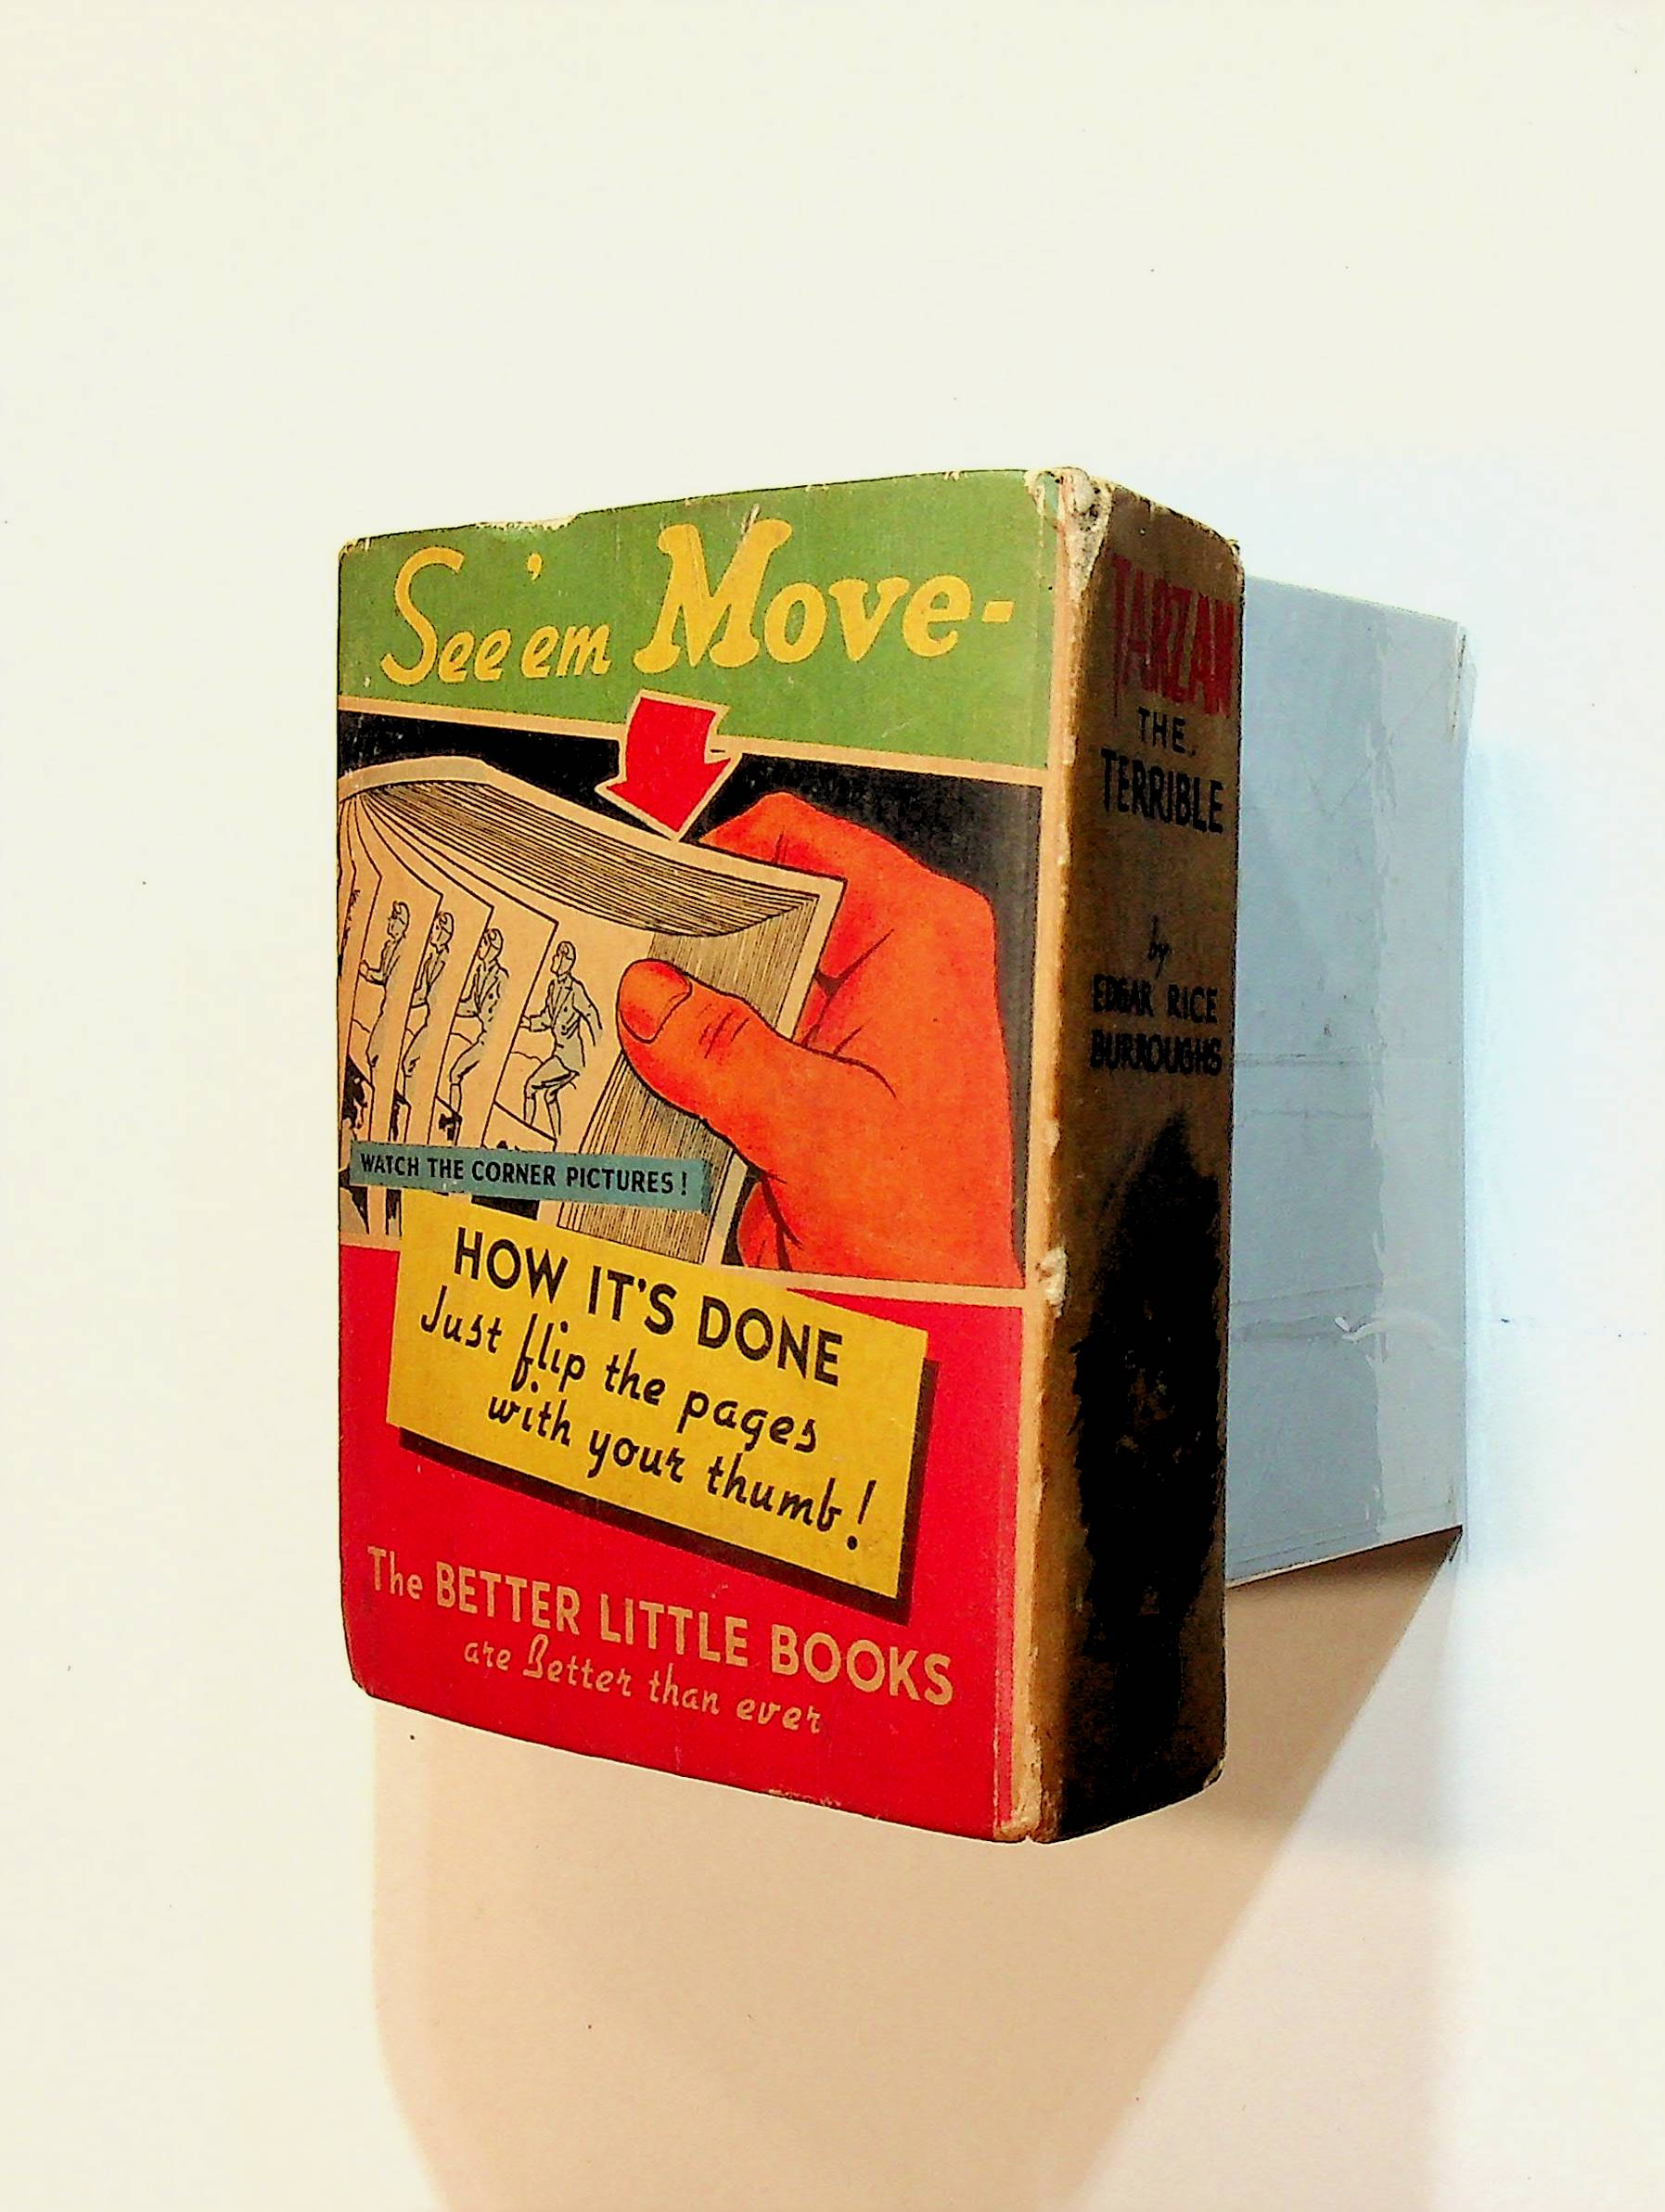 See 'em Move-
WATCH THE CORNER PICTURES!
HOW IT'S DONE
Just flip the pages
with your thumb!
The BETTER LITTLE BOOKS
are Better than ever
TARZAN
THE
TERRIBLE
by
EDGAR RICE
BURROUGHS